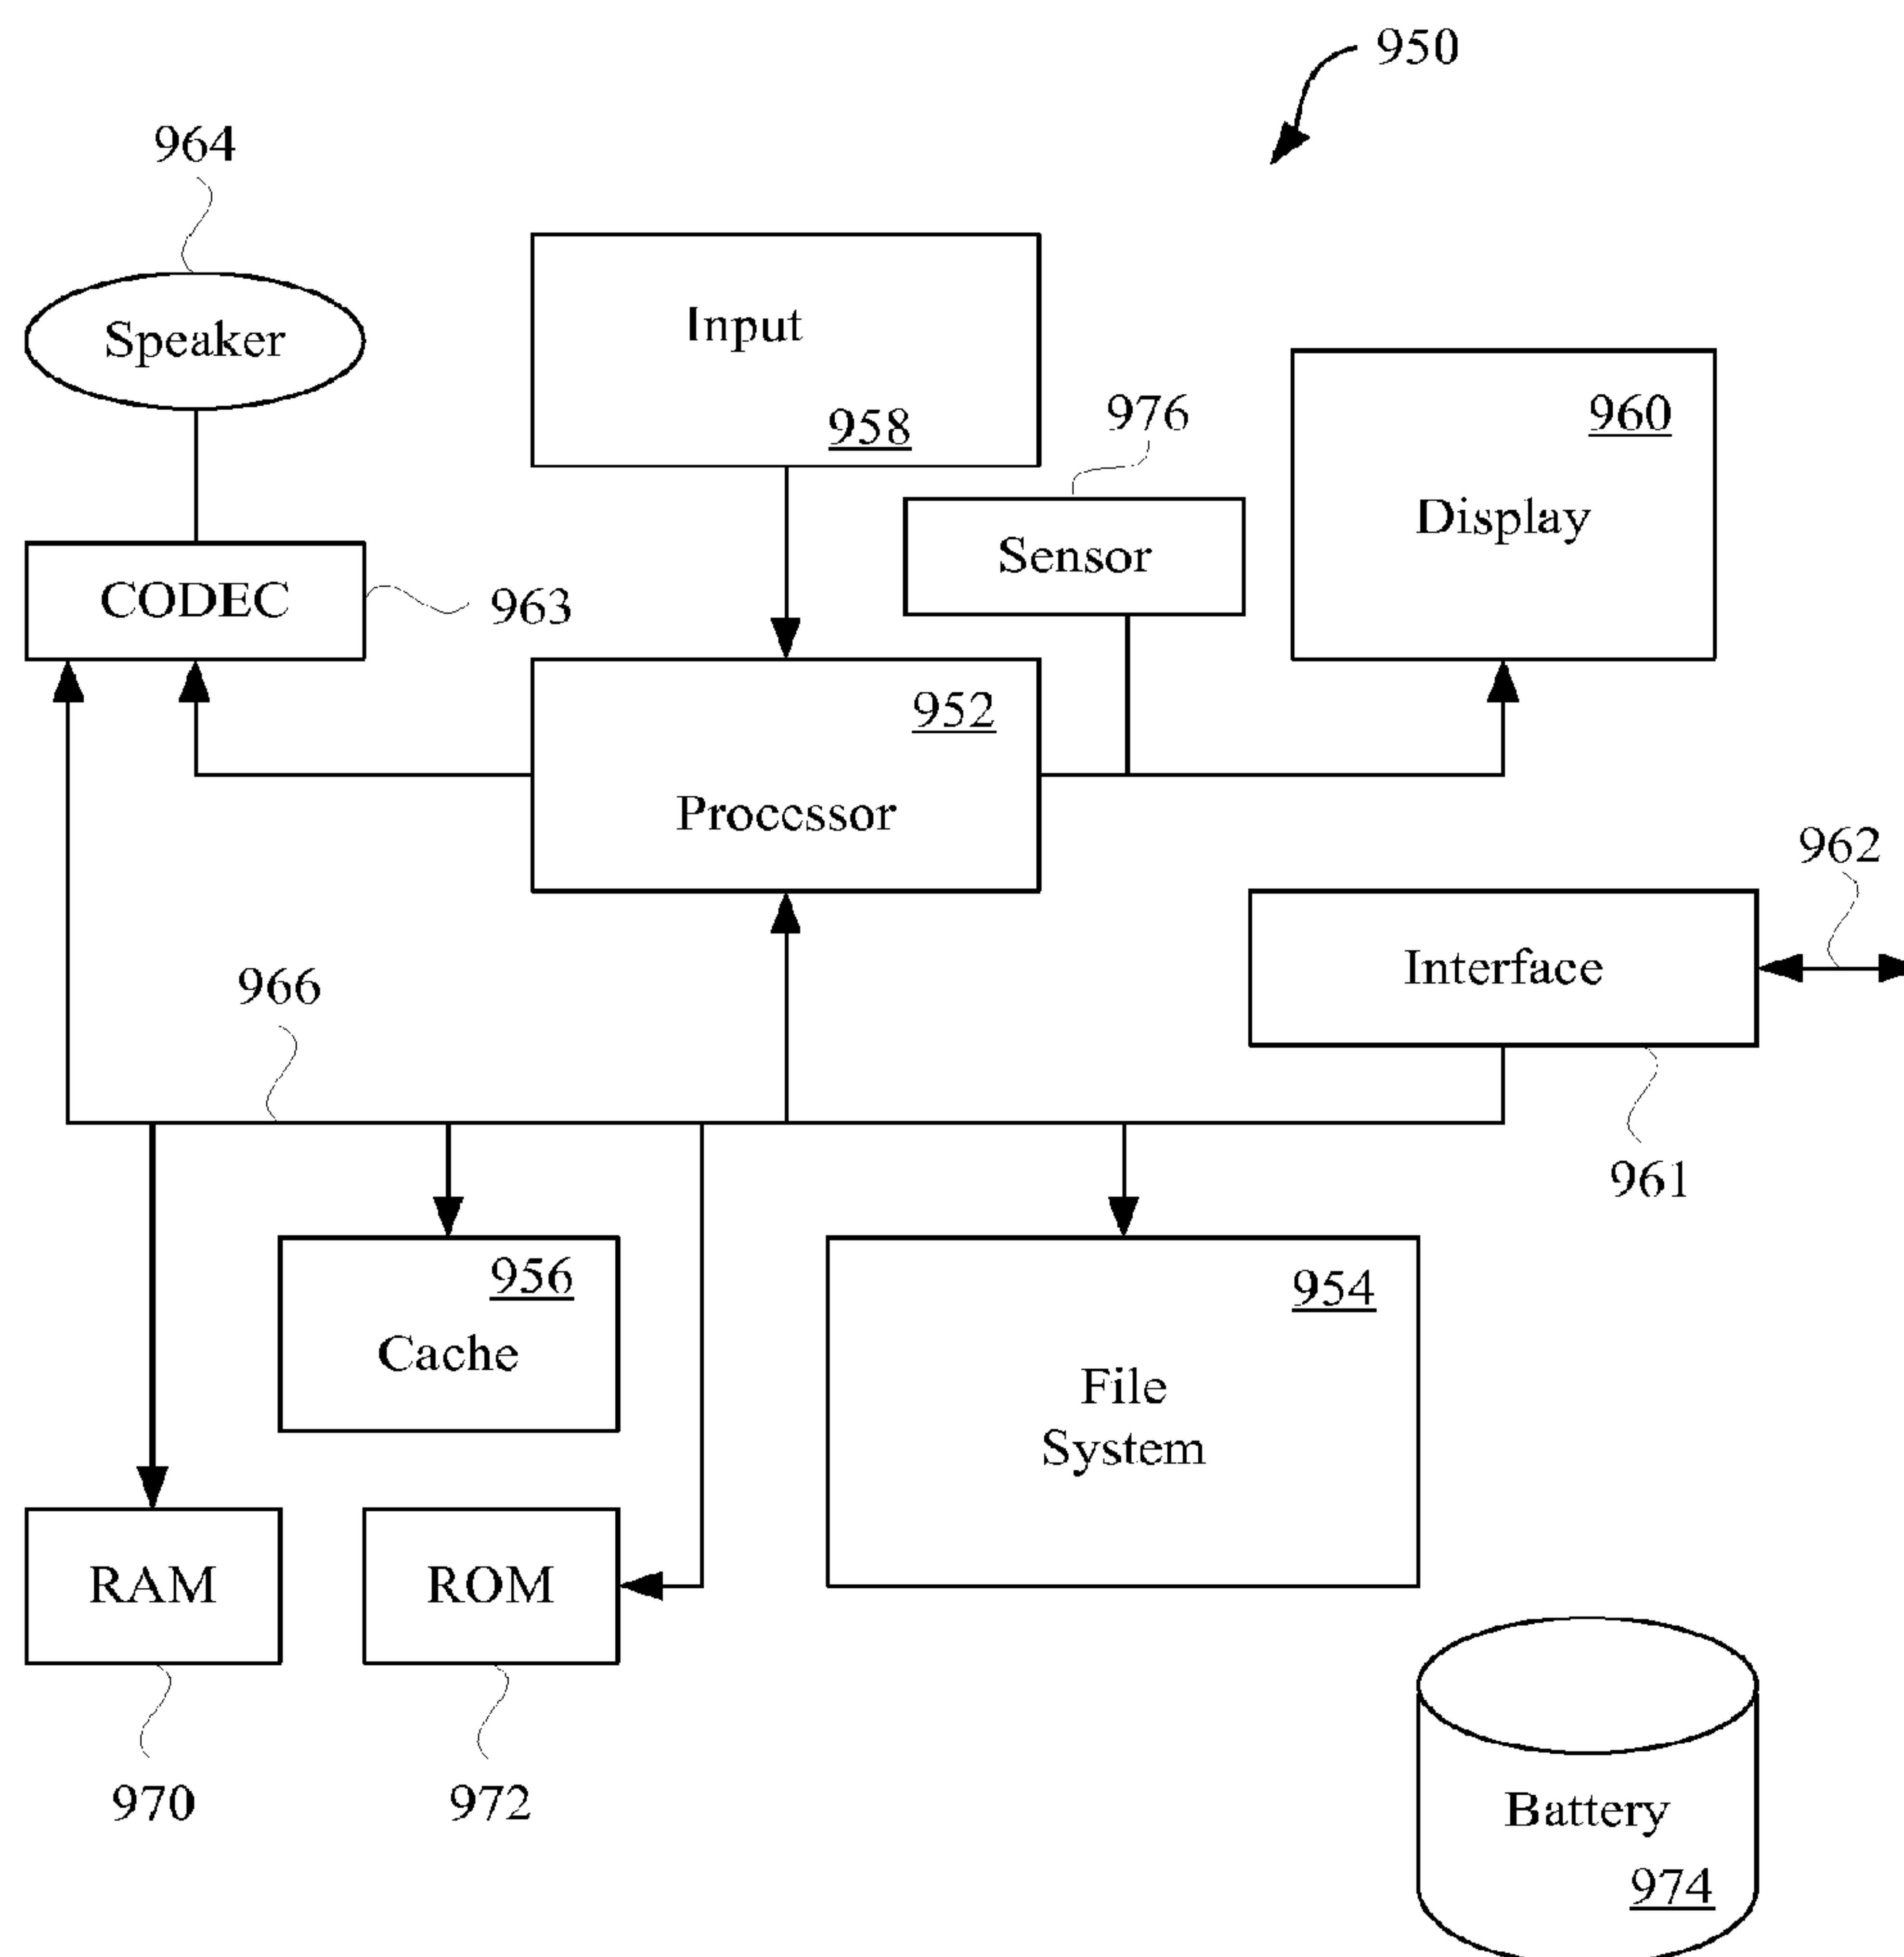 950
964
Speaker
Input
958
976
960
Sensor
Display
CODEC
963
952
Processor
962
Interface
966
961
956
Cache
954
File
System
RAM
ROM
970
972
Battery
974